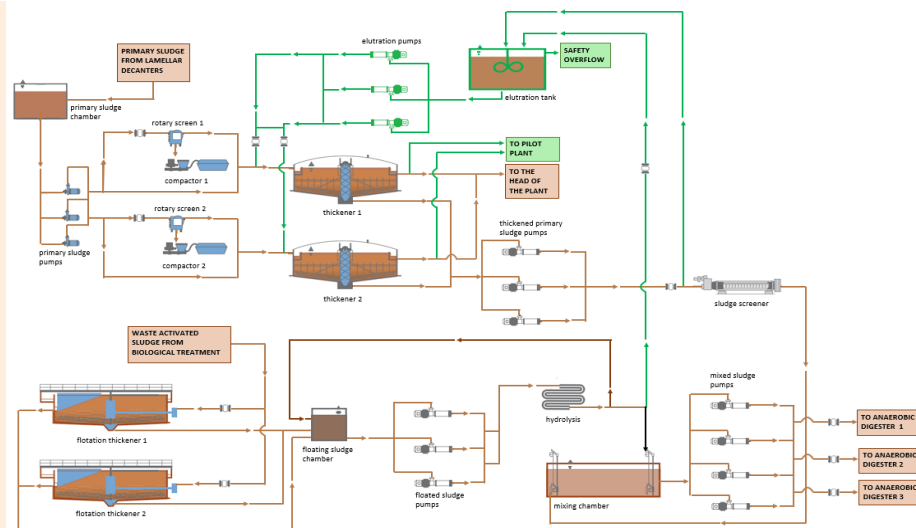 PRIMARY SLUDGE
FROM LAMELLAR
DECANTERS
primary sludge
chamber
rotary screen 1
compactor 1
rotary screen 2
compactor 2
primary sludge
pumps
elutration pumps
elutration tank
SAFETY
OVERFLOW
TO PILOT
PLANT
TO THE
HEAD OF
THE PLANT
thickener 1
thickener 2
thickened primary
sludge pumps
sludge screener
WASTE ACTIVATED
SLUDGE FROM
BIOLOGICAL TREATMENT
flotation thickener 1
flotation thickener 2
floating sludge
chamber
floated sludge
pumps
hydrolysis
mixing chamber
mixed sludge
pumps
TO ANAEROBIC
DIGESTER 1
TO ANAEROBIC
DIGESTER 2
TO ANAEROBIC
DIGESTER 3